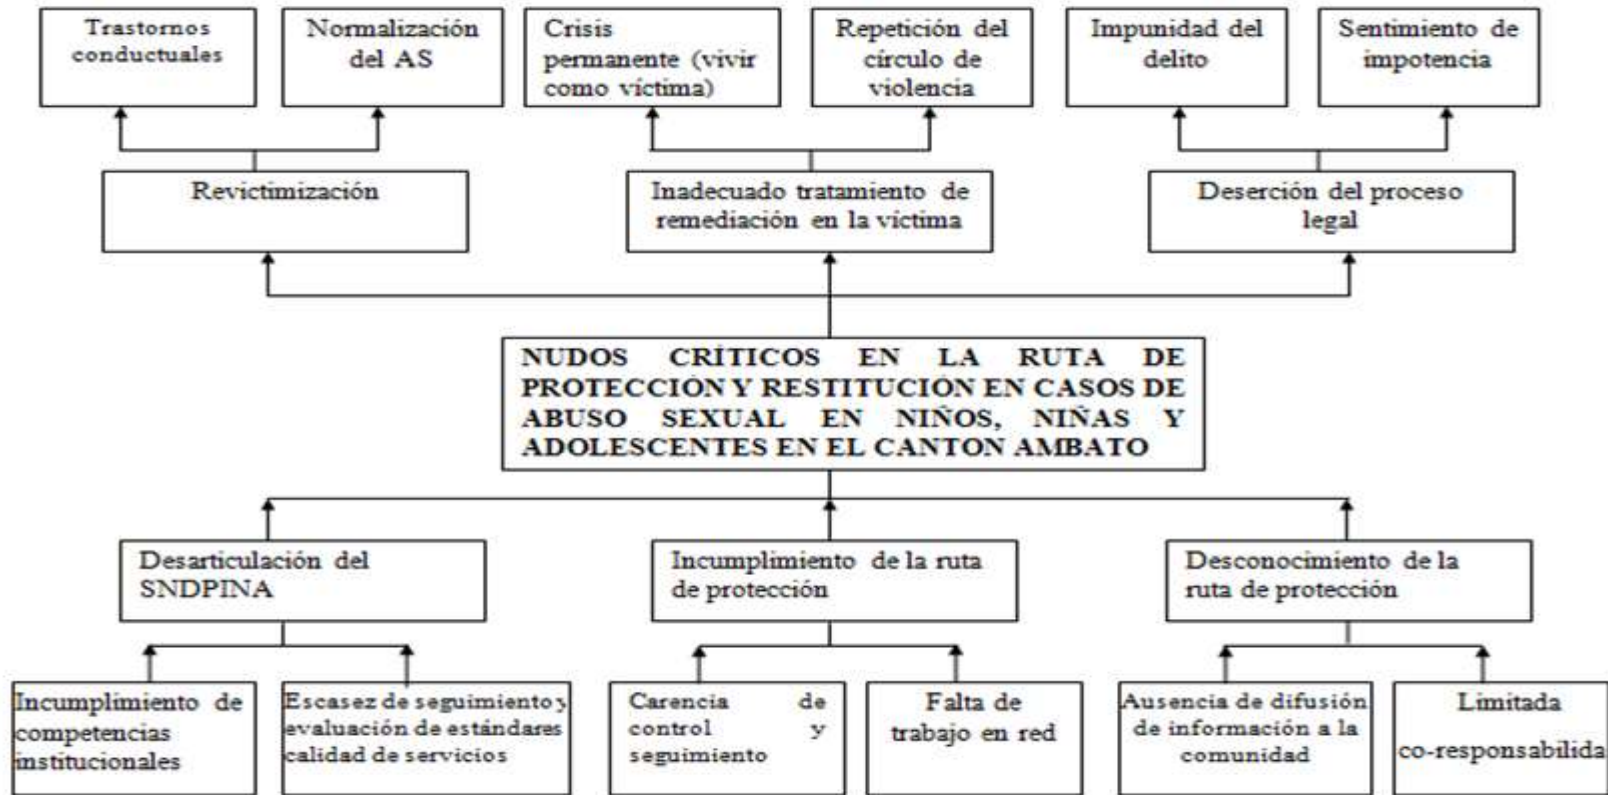 Trastornos
conductuales
Normalización
del AS
Crisis
permanente (vivir
como víctima)
Repetición del
círculo de
violencia
Impunidad del
delito
Sentimiento de
impotencia
Revictimización
Inadecuado tratamiento de
remediación en la víctima
Deserción del proceso
legal
NUDOS CRÍTICOS EN LA RUTA DE
PROTECCIÓN Y RESTITUCIÓN EN CASOS DE
ABUSO SEXUAL EN NIÑOS, NIÑAS Y
ADOLESCENTES EN EL CANTON AMBATO
Desarticulación del
SNDPINA
Incumplimiento de la ruta
de protección
Desconocimiento de la
ruta de protección
Incumplimiento de
competencias
institucionales
Escasez de seguimiento y
evaluación de estándares
calidad de servicios
Carencia de
control y
seguimiento
Falta de
trabajo en red
Ausencia de difusión
de información a la
comunidad
Limitada
co-responsabilida